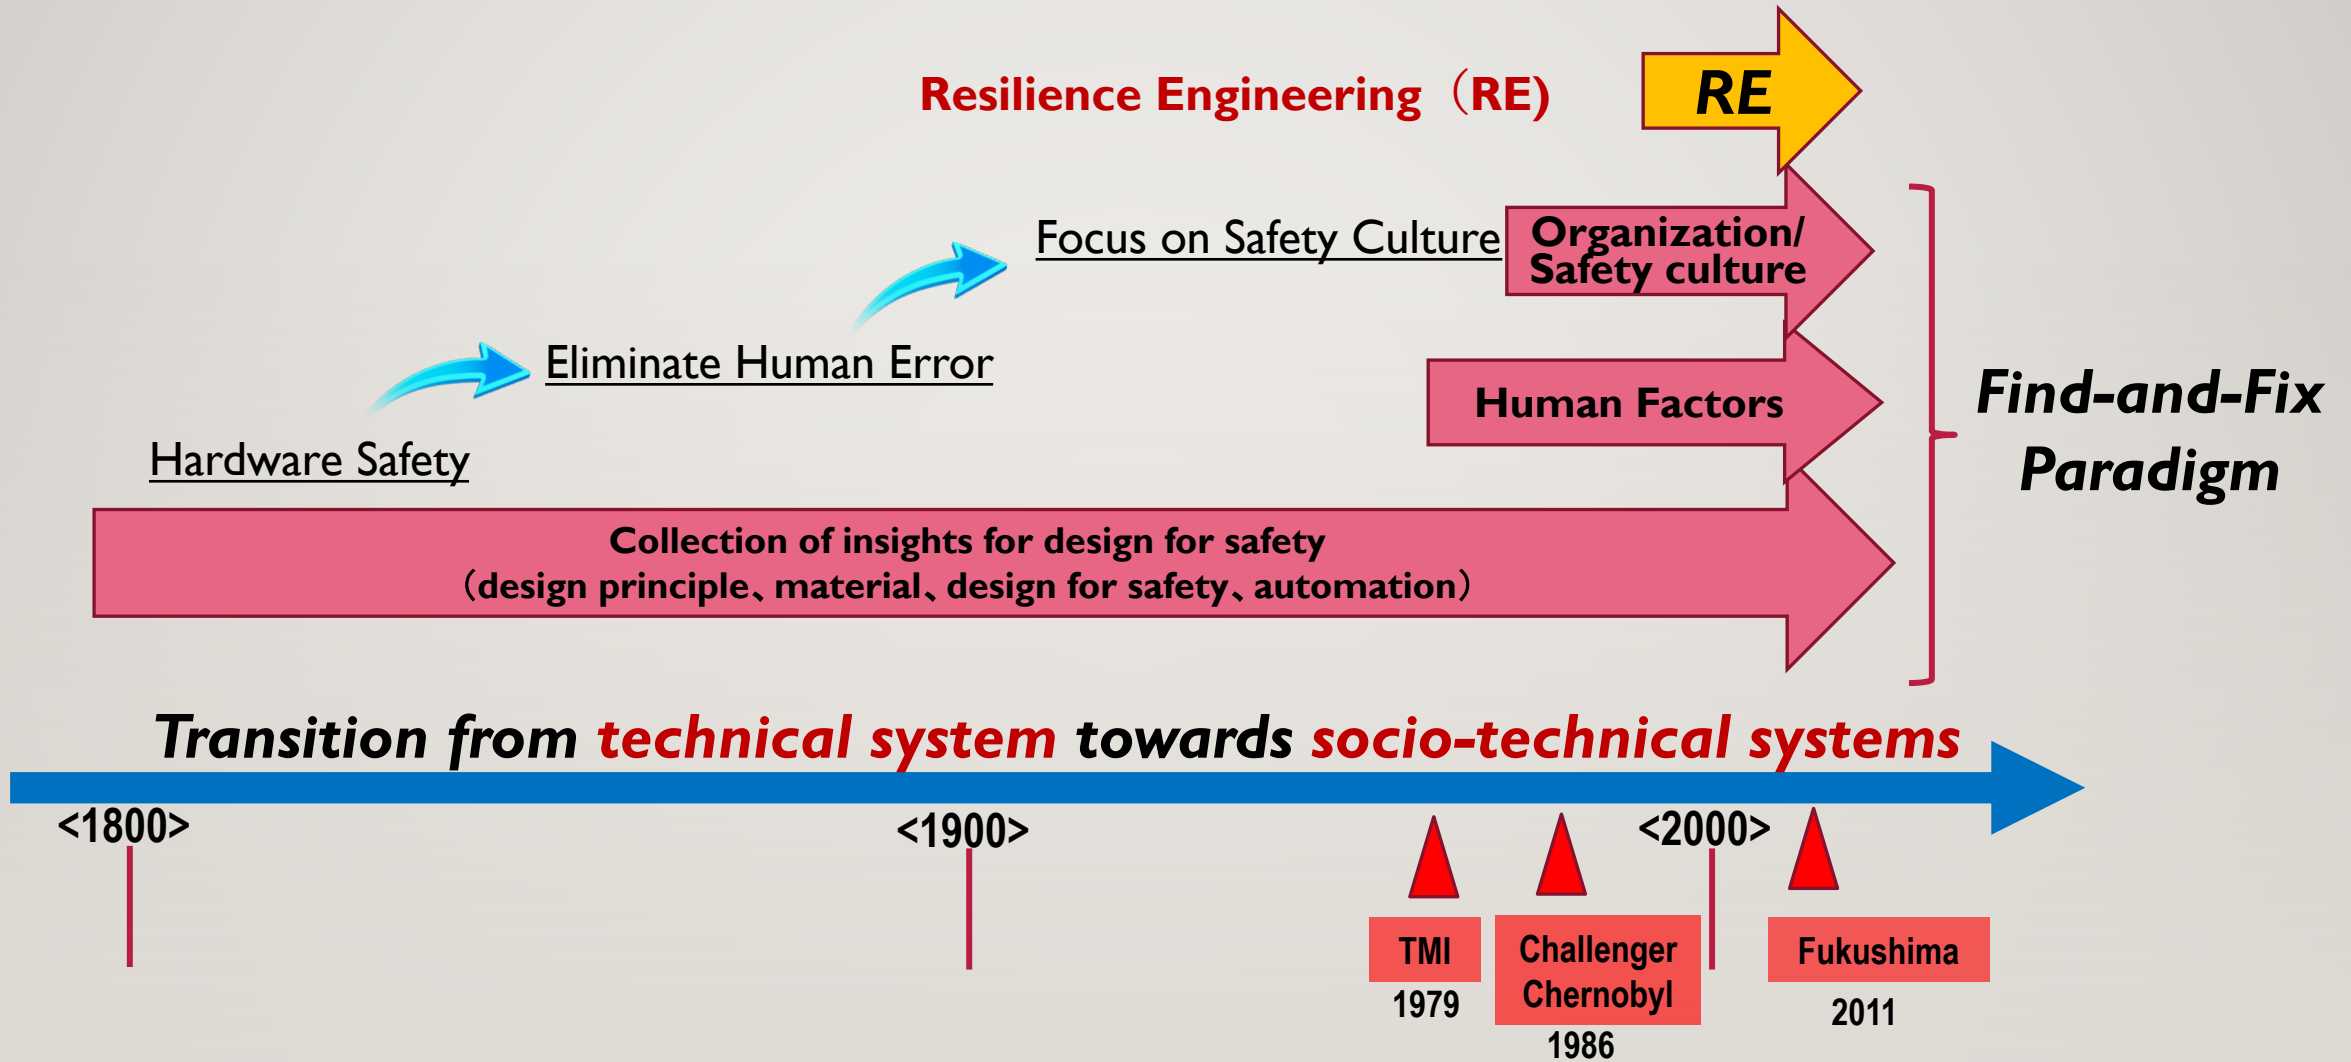 Resilience Engineering（RE)
RE
Focus on Safety Culture
Organization/
Safety culture
Eliminate Human Error
Human Factors
Find-and-Fix
Paradigm
Hardware Safety
Collection of insights for design for safety
（design principle、material、design for safety、automation）
Transition from technical system towards socio-technical systems
<1800>
<1900>
<2000>
TMI
1979
Challenger
Chernobyl
1986
Fukushima
2011